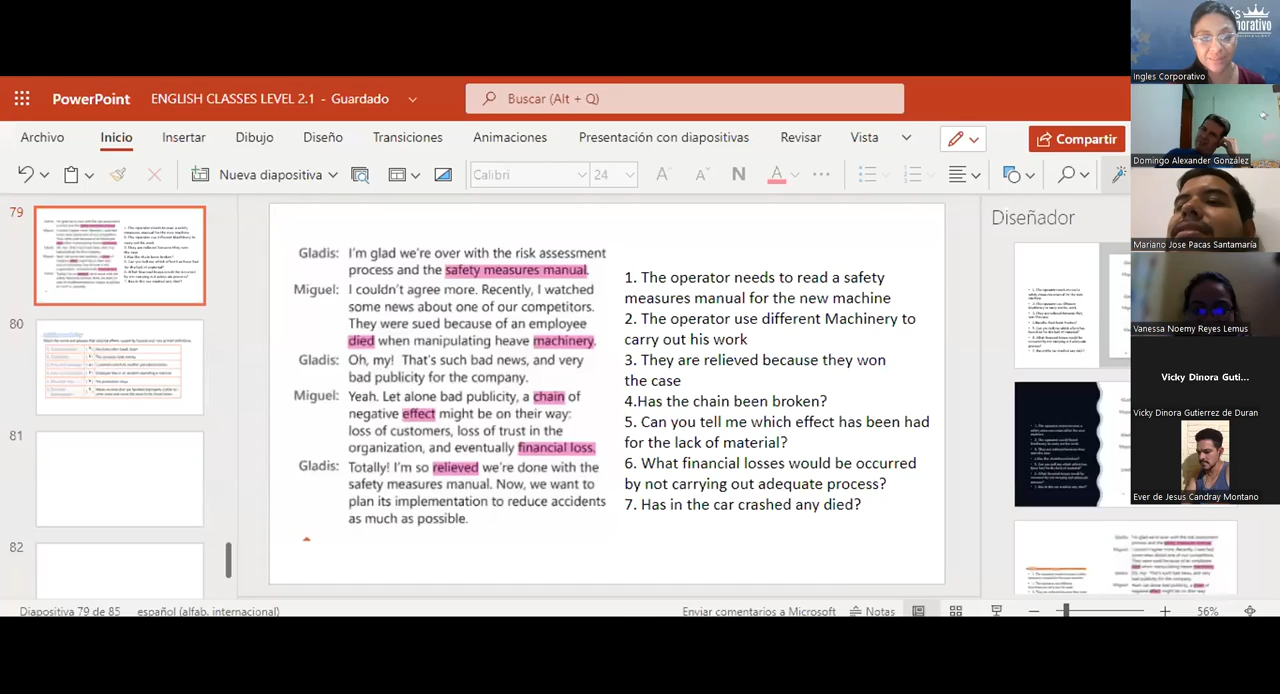 PowerPoint
ENGLISH CLASSES LEVEL 2.1 - Guardado
Buscar (Alt + Q)
Archivo
Inicio
Insertar
Dibujo
Diseño
Transiciones
Animaciones
Presentación con diapositivas
Revisar
Vista
Compartir
Nueva diapositiva
Calibri
24
N
79
80
81
82
Gladis: I'm glad we're over with the risk assessment
process and the safety measures manual.
Miguel: I couldn't agree more. Recently, I watched
the news about one of our competitors.
They were sued because of an employee
died when manipulating heave machinery.
Gladis: Oh, my! That's such bad news, and very
bad publicity for the company.
Miguel: Yeah. Let alone bad publicity, a chain of
negative effect might be on their way:
loss of customers, loss of trust in the
organization, and eventually financial loss.
Gladis: Totally! I'm so relieved we're done with the
safety measures manual. Now, we want to
plan its implementation to reduce accidents
as much as possible.
1. The operator needs to read a safety
measures manual for the new machine
2. The operator use different Machinery to
carry out his work.
3. They are relieved because they won
the case
4.Has the chain been broken?
5. Can you tell me which effect has been had
for the lack of material?
6. What financial losses would be occurred
by not carrying out adequate process?
7. Has in the car crashed any died?
Diseñador
Diapositiva 79 de 85
español (alfab. internacional)
Enviar comentarios a Microsoft
Notas
56%
Ingles Corporativo
Domingo Alexander González
Mariano Jose Pacas Santamaría
Vanessa Noemy Reyes Lemus
Vicky Dinora Guti...
Vicky Dinora Gutierrez de Duran
Ever de Jesus Candray Montano